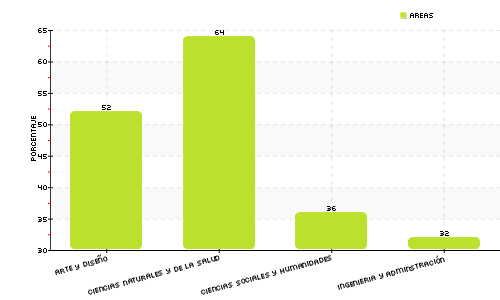 AREAS
PORCENTAJE
65
60
55
50
45
40
35
30
52
64
36
32
ARTE Y DISEÑO
CIENCIAS NATURALES Y DE LA SALUD
CIENCIAS SOCIALES Y HUMANIDADES
INGENIERIA Y ADMINSTRACIÓN